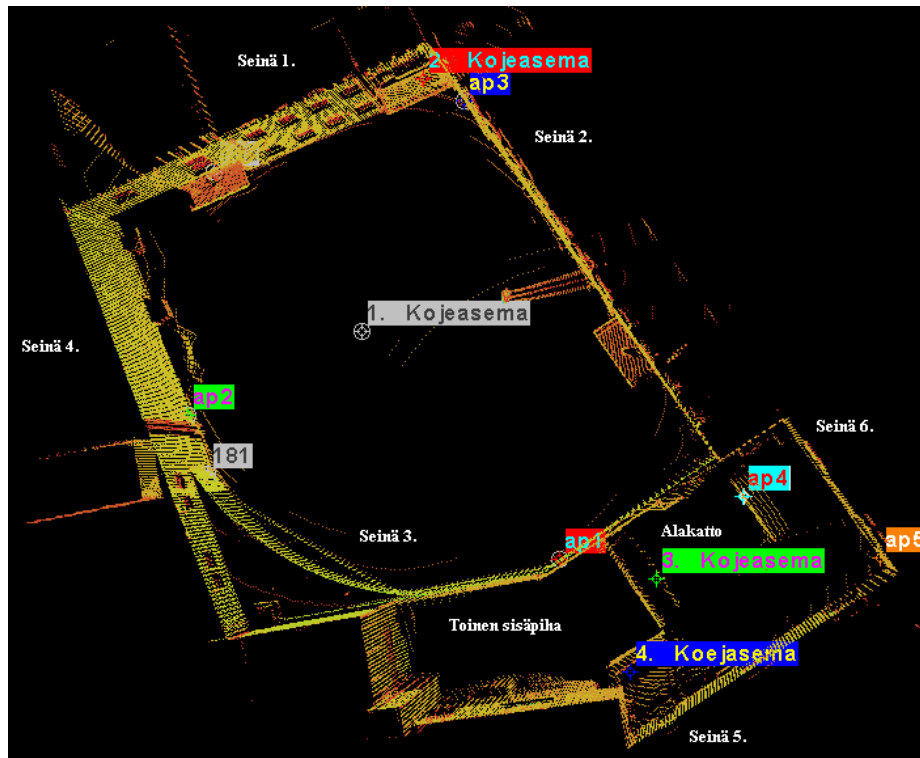 Seinä 1.
2. Kojeasema
ap3
Seinä 2.
1. Kojeasema
Seinä 4.
ap2
Seinä 6.
181
ap4
Seinä 3.
ap1
Alakatto
ap5
3. Kojeasema
Toinen sisäpiha
4. Koejasema
Seinä 5.